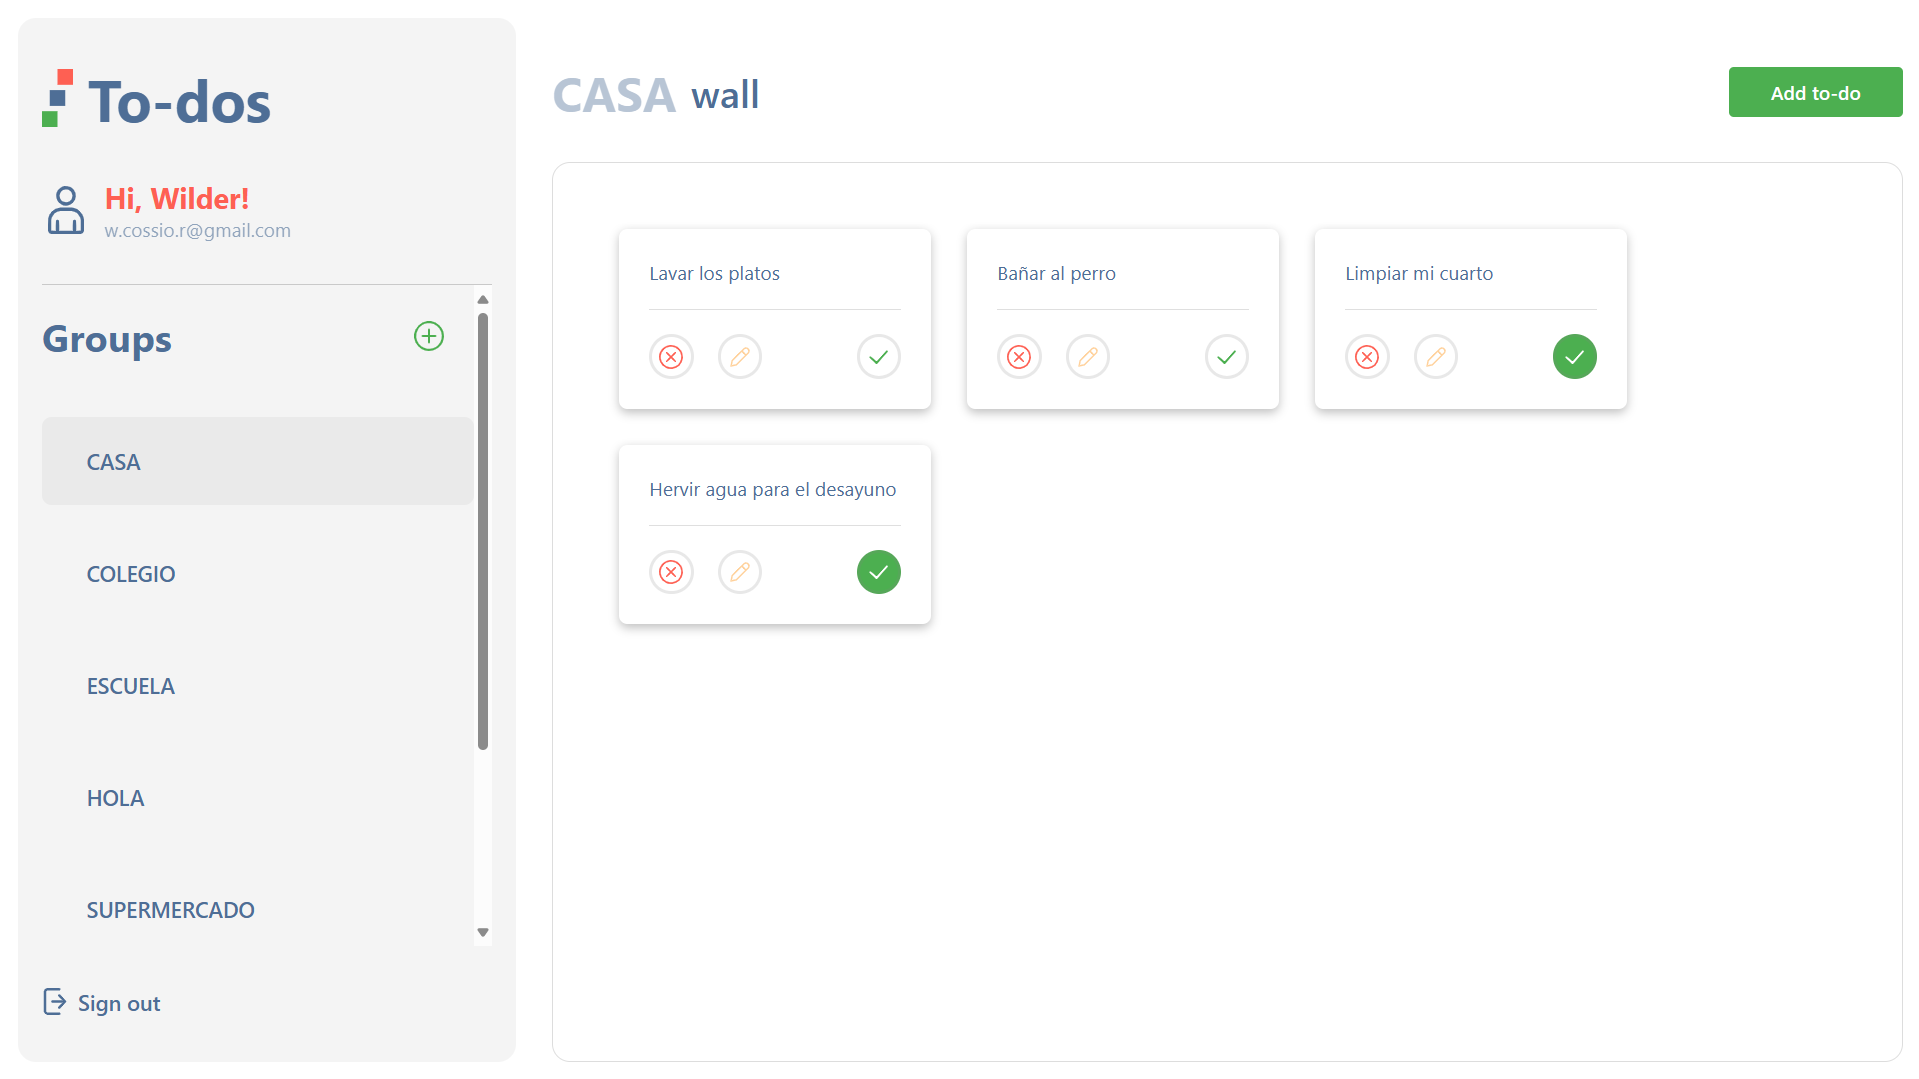 To-dos
Hi, Wilder!
w.cossio.r@gmail.com
Groups
CASA
COLEGIO
ESCUELA
HOLA
SUPERMERCADO
Sign out
CASA wall
Add to-do
Lavar los platos
Bañar al perro
Limpiar mi cuarto
Hervir agua para el desayuno